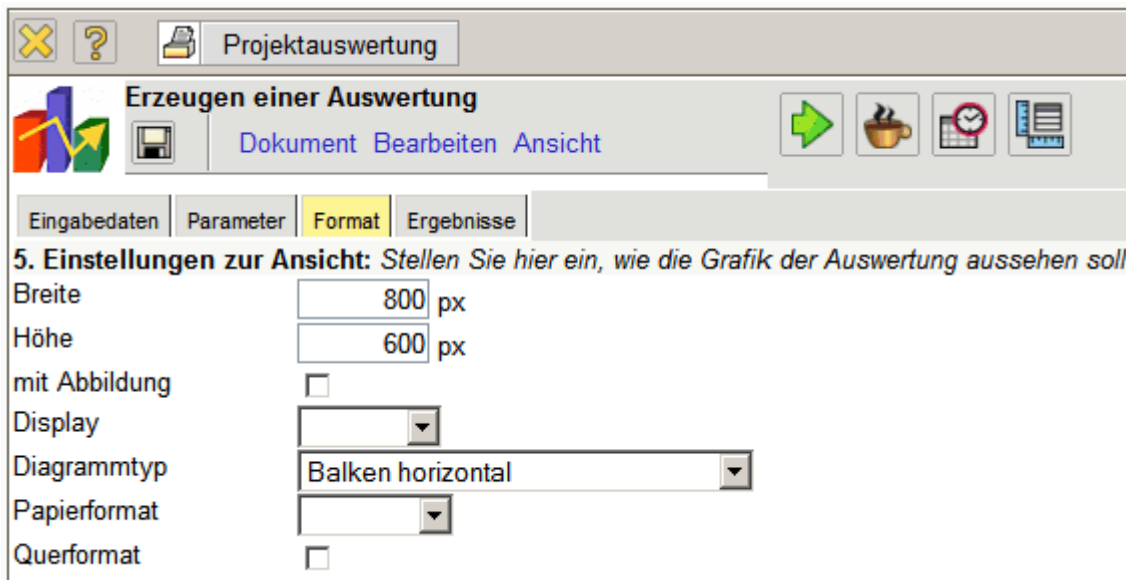 Projektauswertung
Erzeugen einer Auswertung
Dokument Bearbeiten Ansicht
Eingabedaten Parameter Format Ergebnisse
5. Einstellungen zur Ansicht: Stellen Sie hier ein, wie die Grafik der Auswertung aussehen soll
Breite 800 px
Höhe 600 px
mit Abbildung
Display
Diagrammtyp Balken horizontal
Papierformat
Querformat